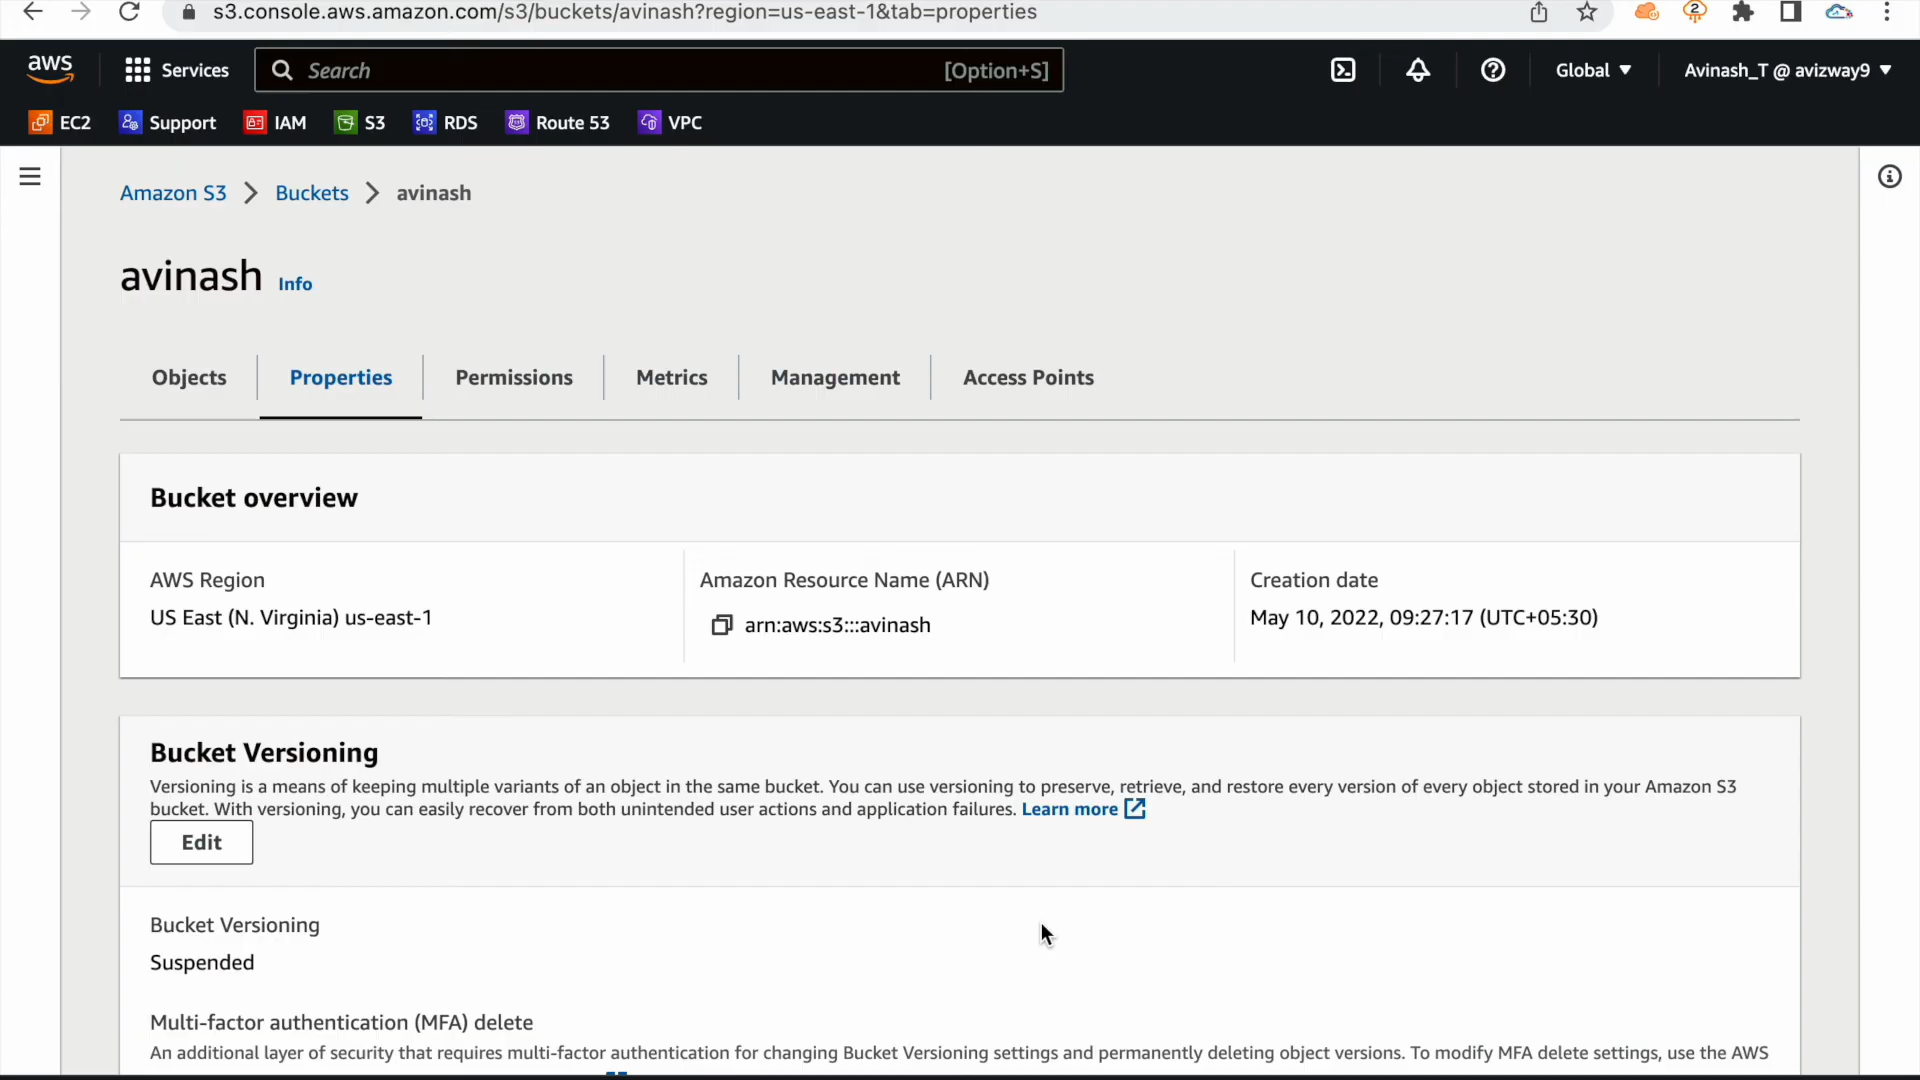 s3.console.aws.amazon.com/s3/buckets/avinash?region=us-east-1&tab=properties
2
aws Services Search [Option+S] Global Avinash_T @ avizway9
EC2 Support IAM S3 RDS Route 53 VPC
Amazon S3 Buckets avinash
avinash Info
Objects Properties Permissions Metrics Management Access Points
Bucket overview
AWS Region Amazon Resource Name (ARN) Creation date
US East (N. Virginia) us-east-1 arn:aws:s3:::avinash May 10, 2022, 09:27:17 (UTC+05:30)
Bucket Versioning
Versioning is a means of keeping multiple variants of an object in the same bucket. You can use versioning to preserve, retrieve, and restore every version of every object stored in your Amazon S3
bucket. With versioning, you can easily recover from both unintended user actions and application failures. Learn more
Edit
Bucket Versioning
Suspended
Multi-factor authentication (MFA) delete
An additional layer of security that requires multi-factor authentication for changing Bucket Versioning settings and permanently deleting object versions. To modify MFA delete settings, use the AWS